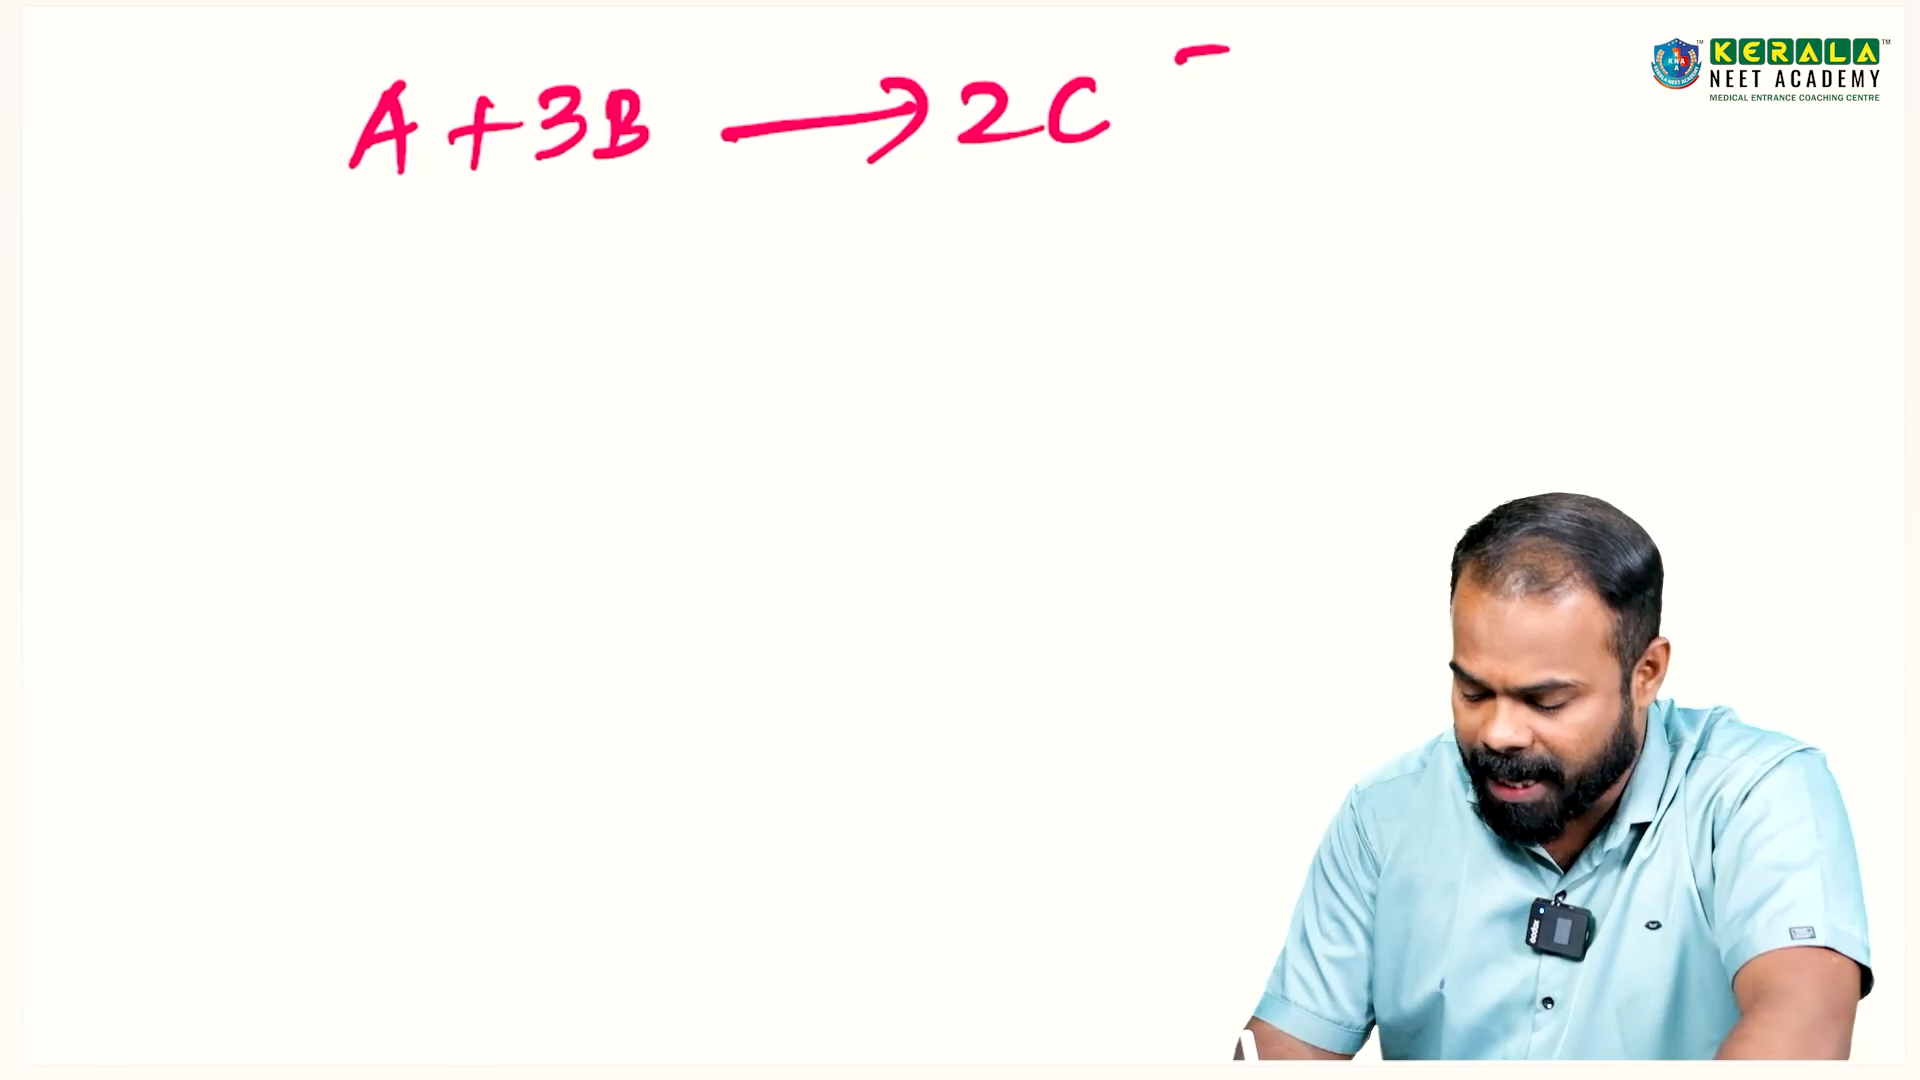 A + 3B ⟶ 2C
KERALA
NEET ACADEMY
MEDICAL ENTRANCE COACHING CENTRE